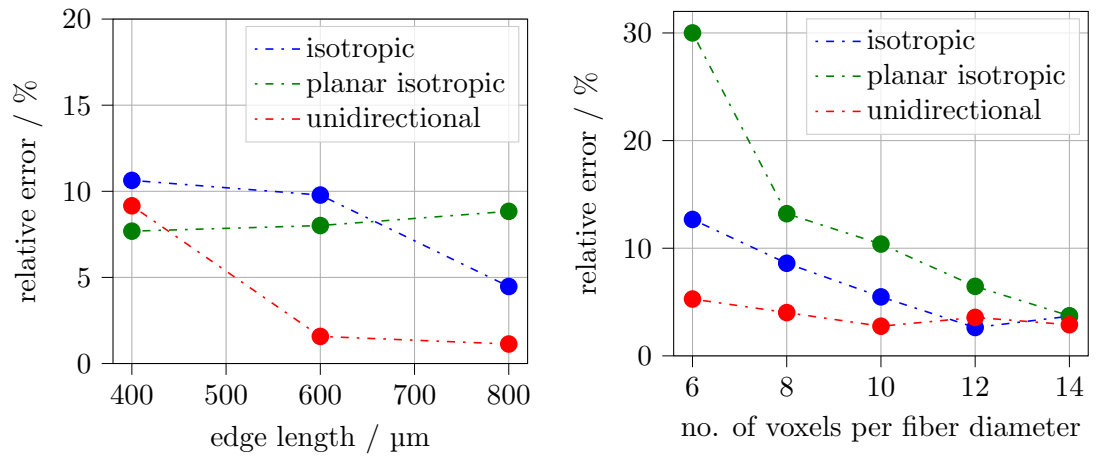 20
15
10
5
0
relative error / %
isotropic
planar isotropic
unidirectional
400 500 600 700 800
edge length / µm
30
20
10
0
relative error / %
isotropic
planar isotropic
unidirectional
6 8 10 12 14
no. of voxels per fiber diameter